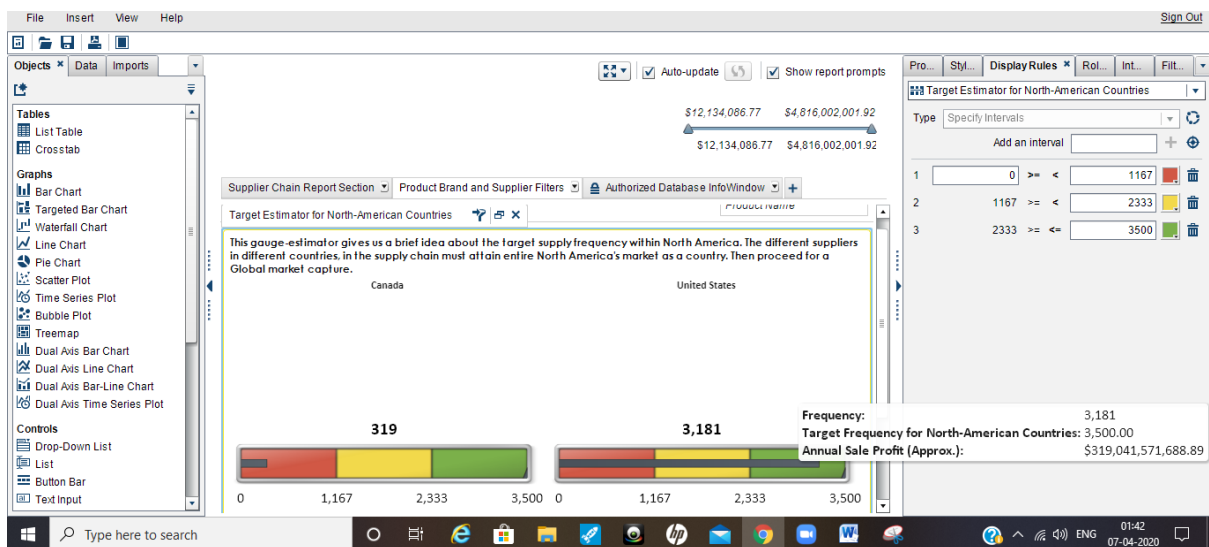 File Insert View Help Sign Out
Objects Data Imports
Auto-update Show report prompts
Pro... Styl... Display Rules Rol... Int... Filt...
Target Estimator for North-American Countries
Type Specify Intervals
Add an interval
1 0 >= < 1167
2 1167 >= < 2333
3 2333 >= <= 3500
Tables
List Table
Crosstab
Graphs
Bar Chart
Targeted Bar Chart
Waterfall Chart
Line Chart
Pie Chart
Scatter Plot
Time Series Plot
Bubble Plot
Treemap
Dual Axis Bar Chart
Dual Axis Line Chart
Dual Axis Bar-Line Chart
Dual Axis Time Series Plot
Controls
Drop-Down List
List
Button Bar
Text Input
$12,134,086.77 $4,816,002,001.92
$12,134,086.77 $4,816,002,001.92
Supplier Chain Report Section Product Brand and Supplier Filters Authorized Database InfoWindow
Target Estimator for North-American Countries
Product Name
This gauge-estimator gives us a brief idea about the target supply frequency within North America. The different suppliers
in different countries, in the supply chain must attain entire North America's market as a country. Then proceed for a
Global market capture.
Canada United States
319 3,181
0 1,167 2,333 3,500 0 1,167 2,333 3,500
Frequency: 3,181
Target Frequency for North-American Countries: 3,500.00
Annual Sale Profit (Approx.): $319,041,571,688.89
Type here to search
ENG
01:42
07-04-2020